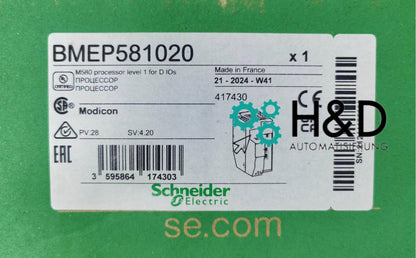 BMEP581020
x 1
M580 processor level 1 for D IOs
ПРОЦЕССОР
ПРОЦЕССОР
Made in France
21 - 2024 - W41
417430
Modicon
H&D
AUTOMATISIERUNG
PV:28 SV:4.20
EAC
3 595864 174303
Schneider
Electric
se.com